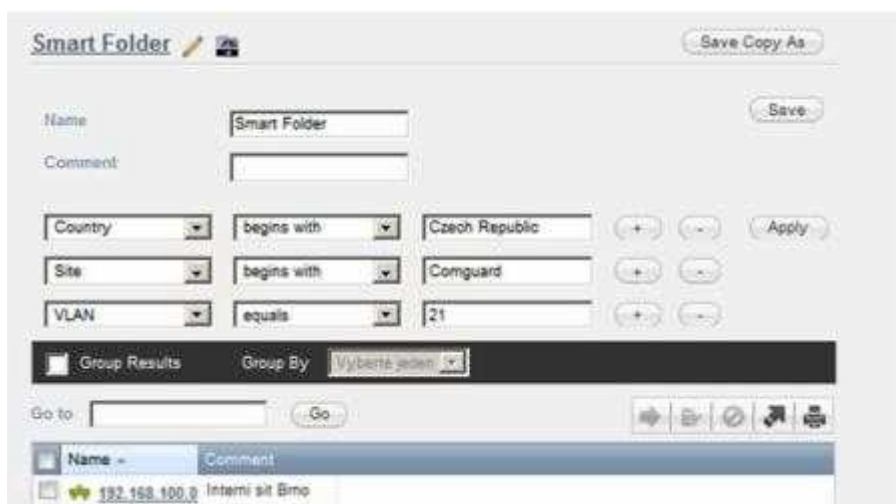 Smart Folder Save Copy As
Name Smart Folder Save
Comment
Country begins with Czech Republic + - Apply
Site begins with Comguard + -
VLAN equals 21 + -
Group Results Group By Vyberte jeden
Go to Go
Name Comment
192.168.100.0 Interni sit Brno